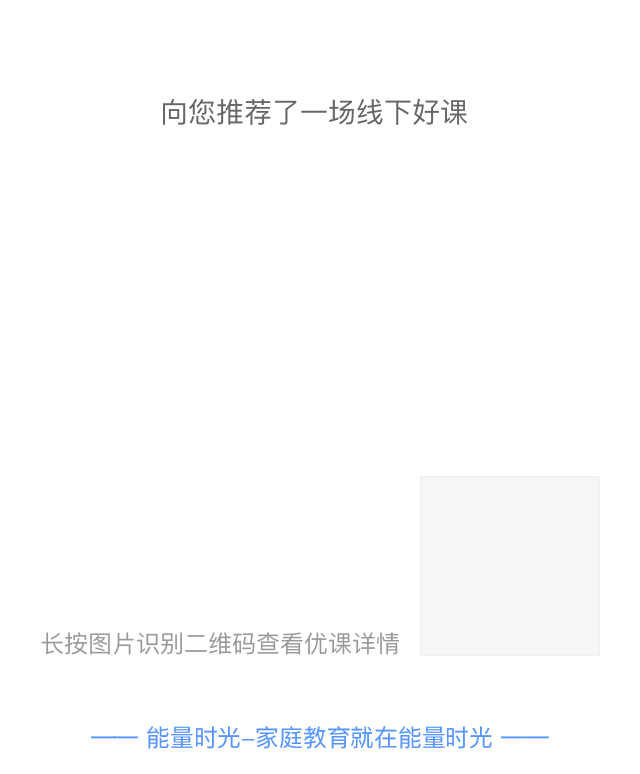 向您推荐了一场线下好课
长按图片识别二维码查看优课详情
—— 能量时光–家庭教育就在能量时光 ——